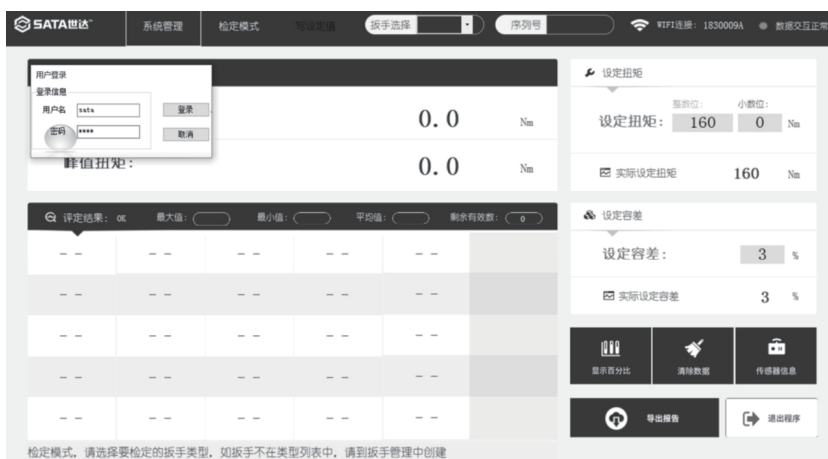 SATA世达 系统管理 检定模式 写设定值 扳手选择 序列号 WIFI连接: 1830009A 数据交互正常
用户登录
登录信息
用户名 sata 登录
密码 **** 取消
0.0 Nm
峰值扭矩: 0.0 Nm
设定扭矩
整数位: 小数位:
设定扭矩: 160 0 Nm
实际设定扭矩 160 Nm
评定结果: OK 最大值: 最小值: 平均值: 剩余有效数: 0
-- -- -- -- --
-- -- -- -- --
-- -- -- -- --
-- -- -- -- --
-- -- -- -- --
设定容差
设定容差: 3 %
实际设定容差 3 %
显示百分比 清除数据 传感器信息
导出报告 退出程序
检定模式, 请选择要检定的扳手类型, 如扳手不在类型列表中, 请到扳手管理中创建